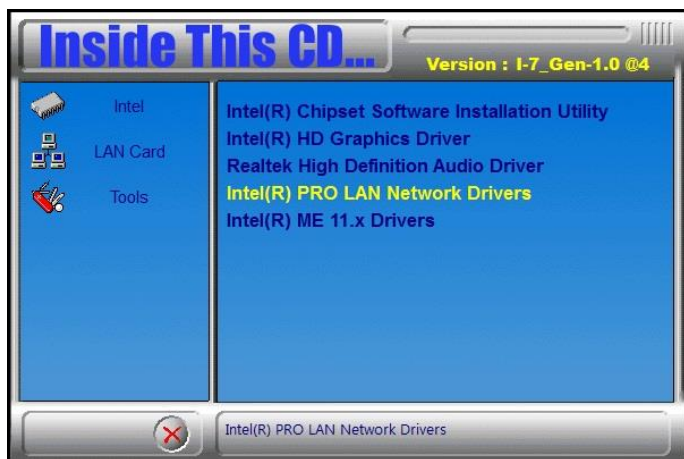 Inside This CD...
Version : I-7_Gen-1.0 @4
Intel
LAN Card
Tools
Intel(R) Chipset Software Installation Utility
Intel(R) HD Graphics Driver
Realtek High Definition Audio Driver
Intel(R) PRO LAN Network Drivers
Intel(R) ME 11.x Drivers
Intel(R) PRO LAN Network Drivers